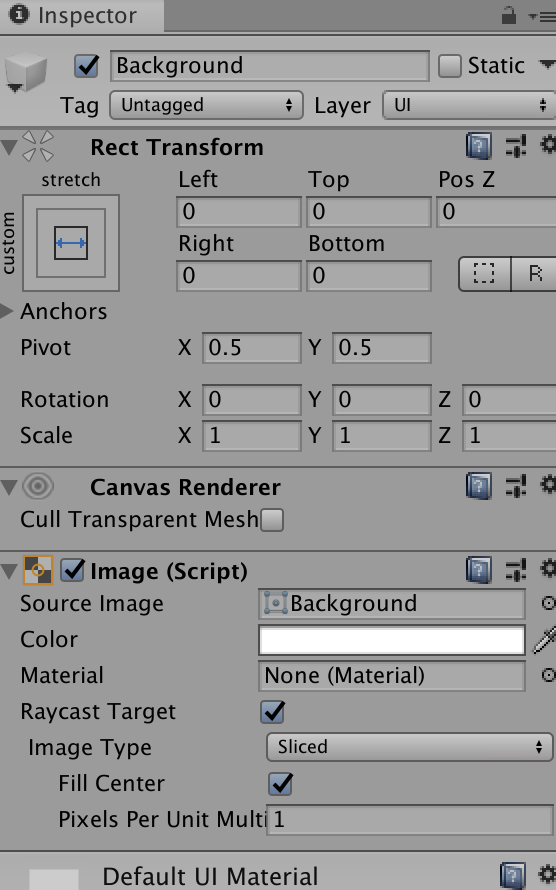 Inspector
Background Static
Tag Untagged Layer UI
Rect Transform
stretch Left Top Pos Z
custom 0 0 0
Right Bottom
0 0 R
Anchors
Pivot X 0.5 Y 0.5
Rotation X 0 Y 0 Z 0
Scale X 1 Y 1 Z 1
Canvas Renderer
Cull Transparent Mesh
Image (Script)
Source Image Background
Color
Material None (Material)
Raycast Target
Image Type Sliced
Fill Center
Pixels Per Unit Multi 1
Default UI Material